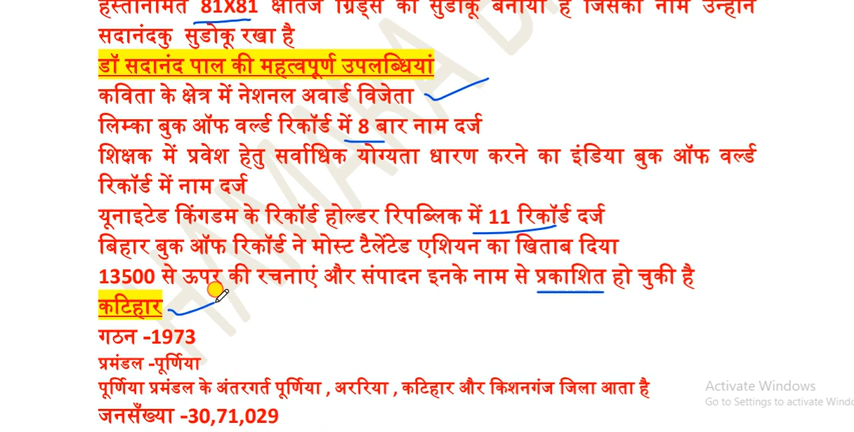 हस्तनिर्मित 81X81 क्षैतिज ग्रिड्स का सुडोकू बनाया है जिसका नाम उन्होंने
सदानंदकु सुडोकू रखा है
डॉ सदानंद पाल की महत्वपूर्ण उपलब्धियां
कविता के क्षेत्र में नेशनल अवार्ड विजेता
लिम्का बुक ऑफ वर्ल्ड रिकॉर्ड में 8 बार नाम दर्ज
शिक्षक में प्रवेश हेतु सर्वाधिक योग्यता धारण करने का इंडिया बुक ऑफ वर्ल्ड
रिकॉर्ड में नाम दर्ज
यूनाइटेड किंगडम के रिकॉर्ड होल्डर रिपब्लिक में 11 रिकॉर्ड दर्ज
बिहार बुक ऑफ रिकॉर्ड ने मोस्ट टैलेंटेड एशियन का खिताब दिया
13500 से ऊपर की रचनाएं और संपादन इनके नाम से प्रकाशित हो चुकी है
कटिहार
गठन -1973
प्रमंडल -पूर्णिया
पूर्णिया प्रमंडल के अंतरगर्त पूर्णिया , अररिया , कटिहार और किशनगंज जिला आता है
जनसँख्या -30,71,029
Activate Windows
Go to Settings to activate Windo